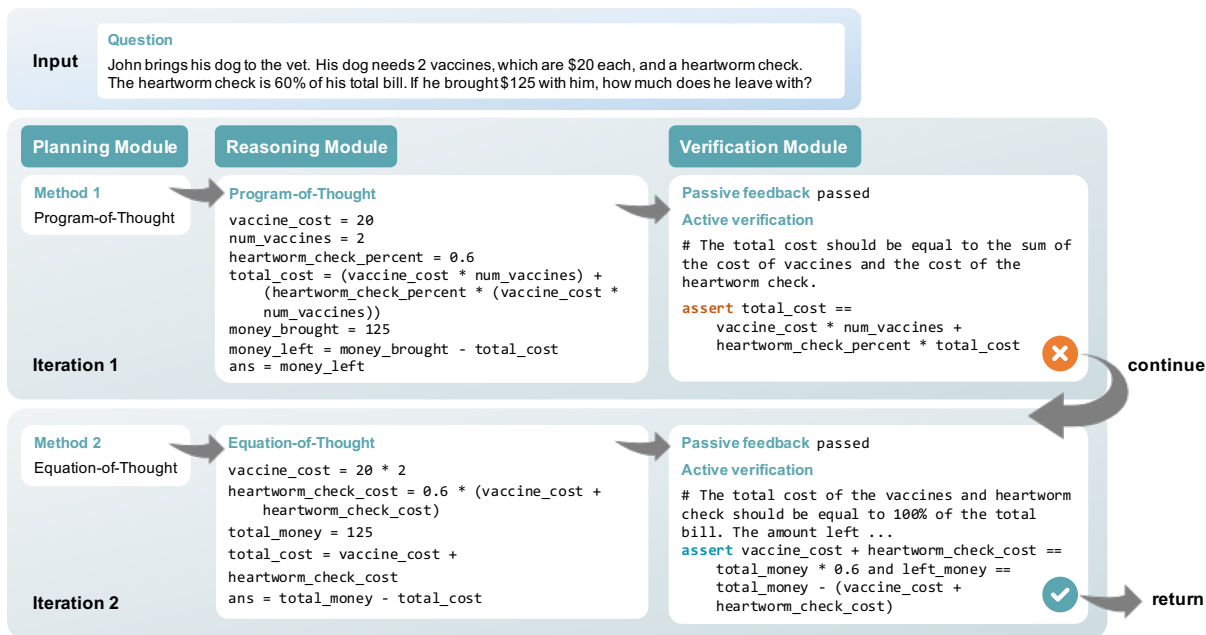 Input
Question
John brings his dog to the vet. His dog needs 2 vaccines, which are $20 each, and a heartworm check.
The heartworm check is 60% of his total bill. If he brought $125 with him, how much does he leave with?
Planning Module
Reasoning Module
Verification Module
Method 1
Program-of-Thought
Program-of-Thought
vaccine_cost = 20
num_vaccines = 2
heartworm_check_percent = 0.6
total_cost = (vaccine_cost * num_vaccines) +
(heartworm_check_percent * (vaccine_cost *
num_vaccines))
money_brought = 125
money_left = money_brought - total_cost
ans = money_left
Passive feedback passed
Active verification
# The total cost should be equal to the sum of
the cost of vaccines and the cost of the
heartworm check.
assert total_cost ==
vaccine_cost * num_vaccines +
heartworm_check_percent * total_cost
Iteration 1
continue
Method 2
Equation-of-Thought
Equation-of-Thought
vaccine_cost = 20 * 2
heartworm_check_cost = 0.6 * (vaccine_cost +
heartworm_check_cost)
total_money = 125
total_cost = vaccine_cost +
heartworm_check_cost
ans = total_money - total_cost
Passive feedback passed
Active verification
# The total cost of the vaccines and heartworm
check should be equal to 100% of the total
bill. The amount left ...
assert vaccine_cost + heartworm_check_cost ==
total_money * 0.6 and left_money ==
total_money - (vaccine_cost +
heartworm_check_cost)
Iteration 2
return